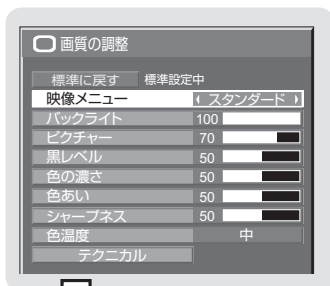 画質の調整
標準に戻す 標準設定中
映像メニュー スタンダード
バックライト 100
ピクチャー 70
黒レベル 50
色の濃さ 50
色あい 50
シャープネス 50
色温度 中
テクニカル